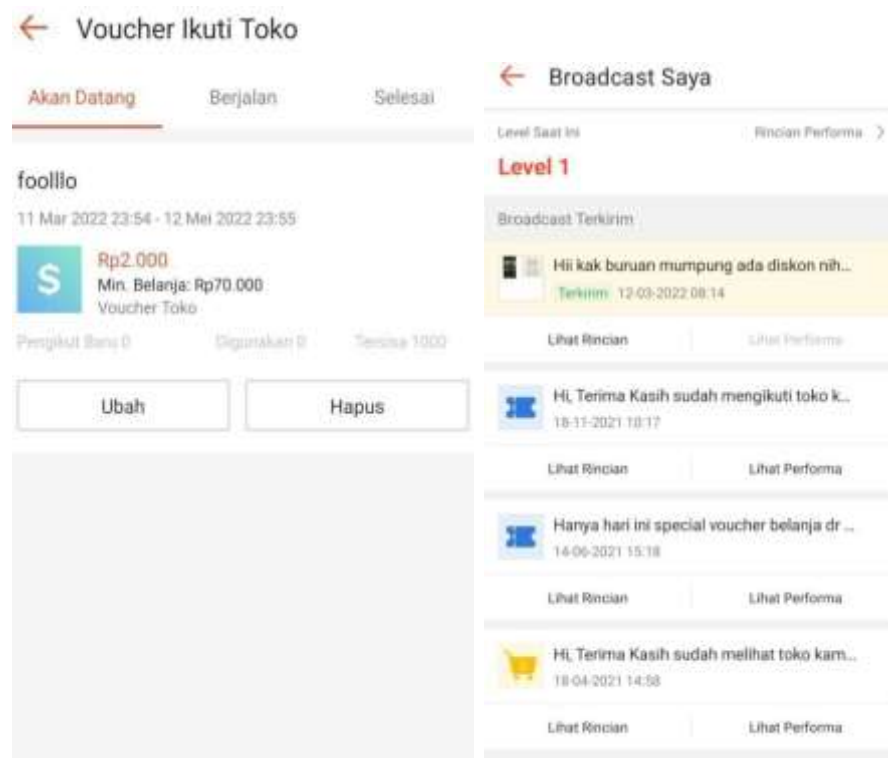 Voucher Ikuti Toko
Akan Datang Berjalan Selesai
foolllo
11 Mar 2022 23:54 - 12 Mei 2022 23:55
$
Rp2.000
Min. Belanja: Rp70.000
Voucher Toko
Pengikut Baru 0 Digunakan 0 Tersisa 1000
Ubah Hapus
Broadcast Saya
Level Saat Ini Rincian Performa >
Level 1
Broadcast Terkirim
Hii kak buruan mumpung ada diskon nih...
Terkirim 12-03-2022 08:14
Lihat Rincian Lihat Performa
Hi, Terima Kasih sudah mengikuti toko k...
18-11-2021 10:17
Lihat Rincian Lihat Performa
Hanya hari ini special voucher belanja dr ...
14-06-2021 15:18
Lihat Rincian Lihat Performa
Hi, Terima Kasih sudah melihat toko kam...
18-04-2021 14:58
Lihat Rincian Lihat Performa